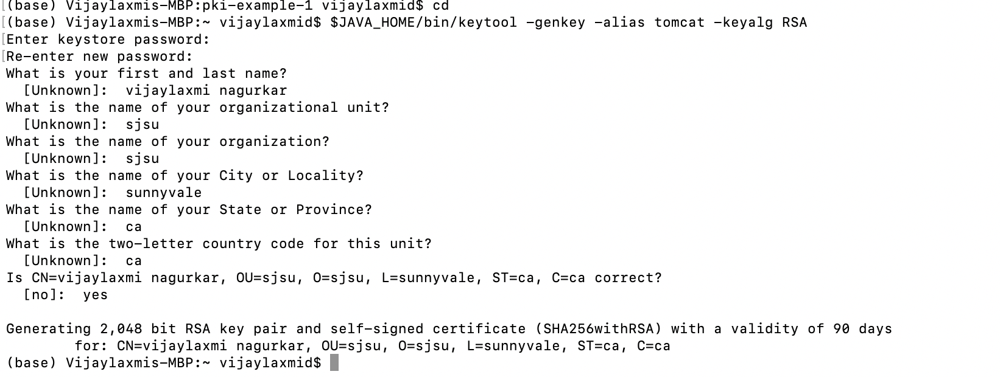 (base) Vijaylaxmis-MBP:pki-example-1 vijaylaxmid$ cd
(base) Vijaylaxmis-MBP:~ vijaylaxmid$ $JAVA_HOME/bin/keytool -genkey -alias tomcat -keyalg RSA
Enter keystore password:
Re-enter new password:
What is your first and last name?
  [Unknown]:  vijaylaxmi nagurkar
What is the name of your organizational unit?
  [Unknown]:  sjsu
What is the name of your organization?
  [Unknown]:  sjsu
What is the name of your City or Locality?
  [Unknown]:  sunnyvale
What is the name of your State or Province?
  [Unknown]:  ca
What is the two-letter country code for this unit?
  [Unknown]:  ca
Is CN=vijaylaxmi nagurkar, OU=sjsu, O=sjsu, L=sunnyvale, ST=ca, C=ca correct?
  [no]:  yes
Generating 2,048 bit RSA key pair and self-signed certificate (SHA256withRSA) with a validity of 90 days
        for: CN=vijaylaxmi nagurkar, OU=sjsu, O=sjsu, L=sunnyvale, ST=ca, C=ca
(base) Vijaylaxmis-MBP:~ vijaylaxmid$